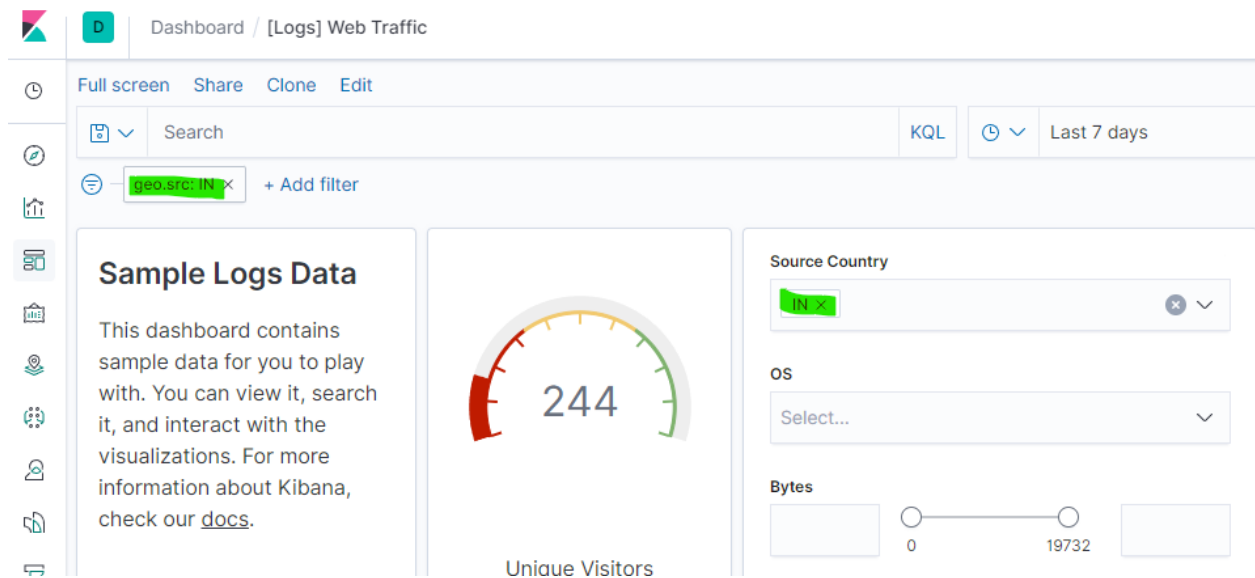 D Dashboard / [Logs] Web Traffic
Full screen Share Clone Edit
Search KQL Last 7 days
geo.src: IN × + Add filter
Sample Logs Data
This dashboard contains
sample data for you to play
with. You can view it, search
it, and interact with the
visualizations. For more
information about Kibana,
check our docs.
244
Unique Visitors
Source Country
IN ×
OS
Select...
Bytes
0 19732